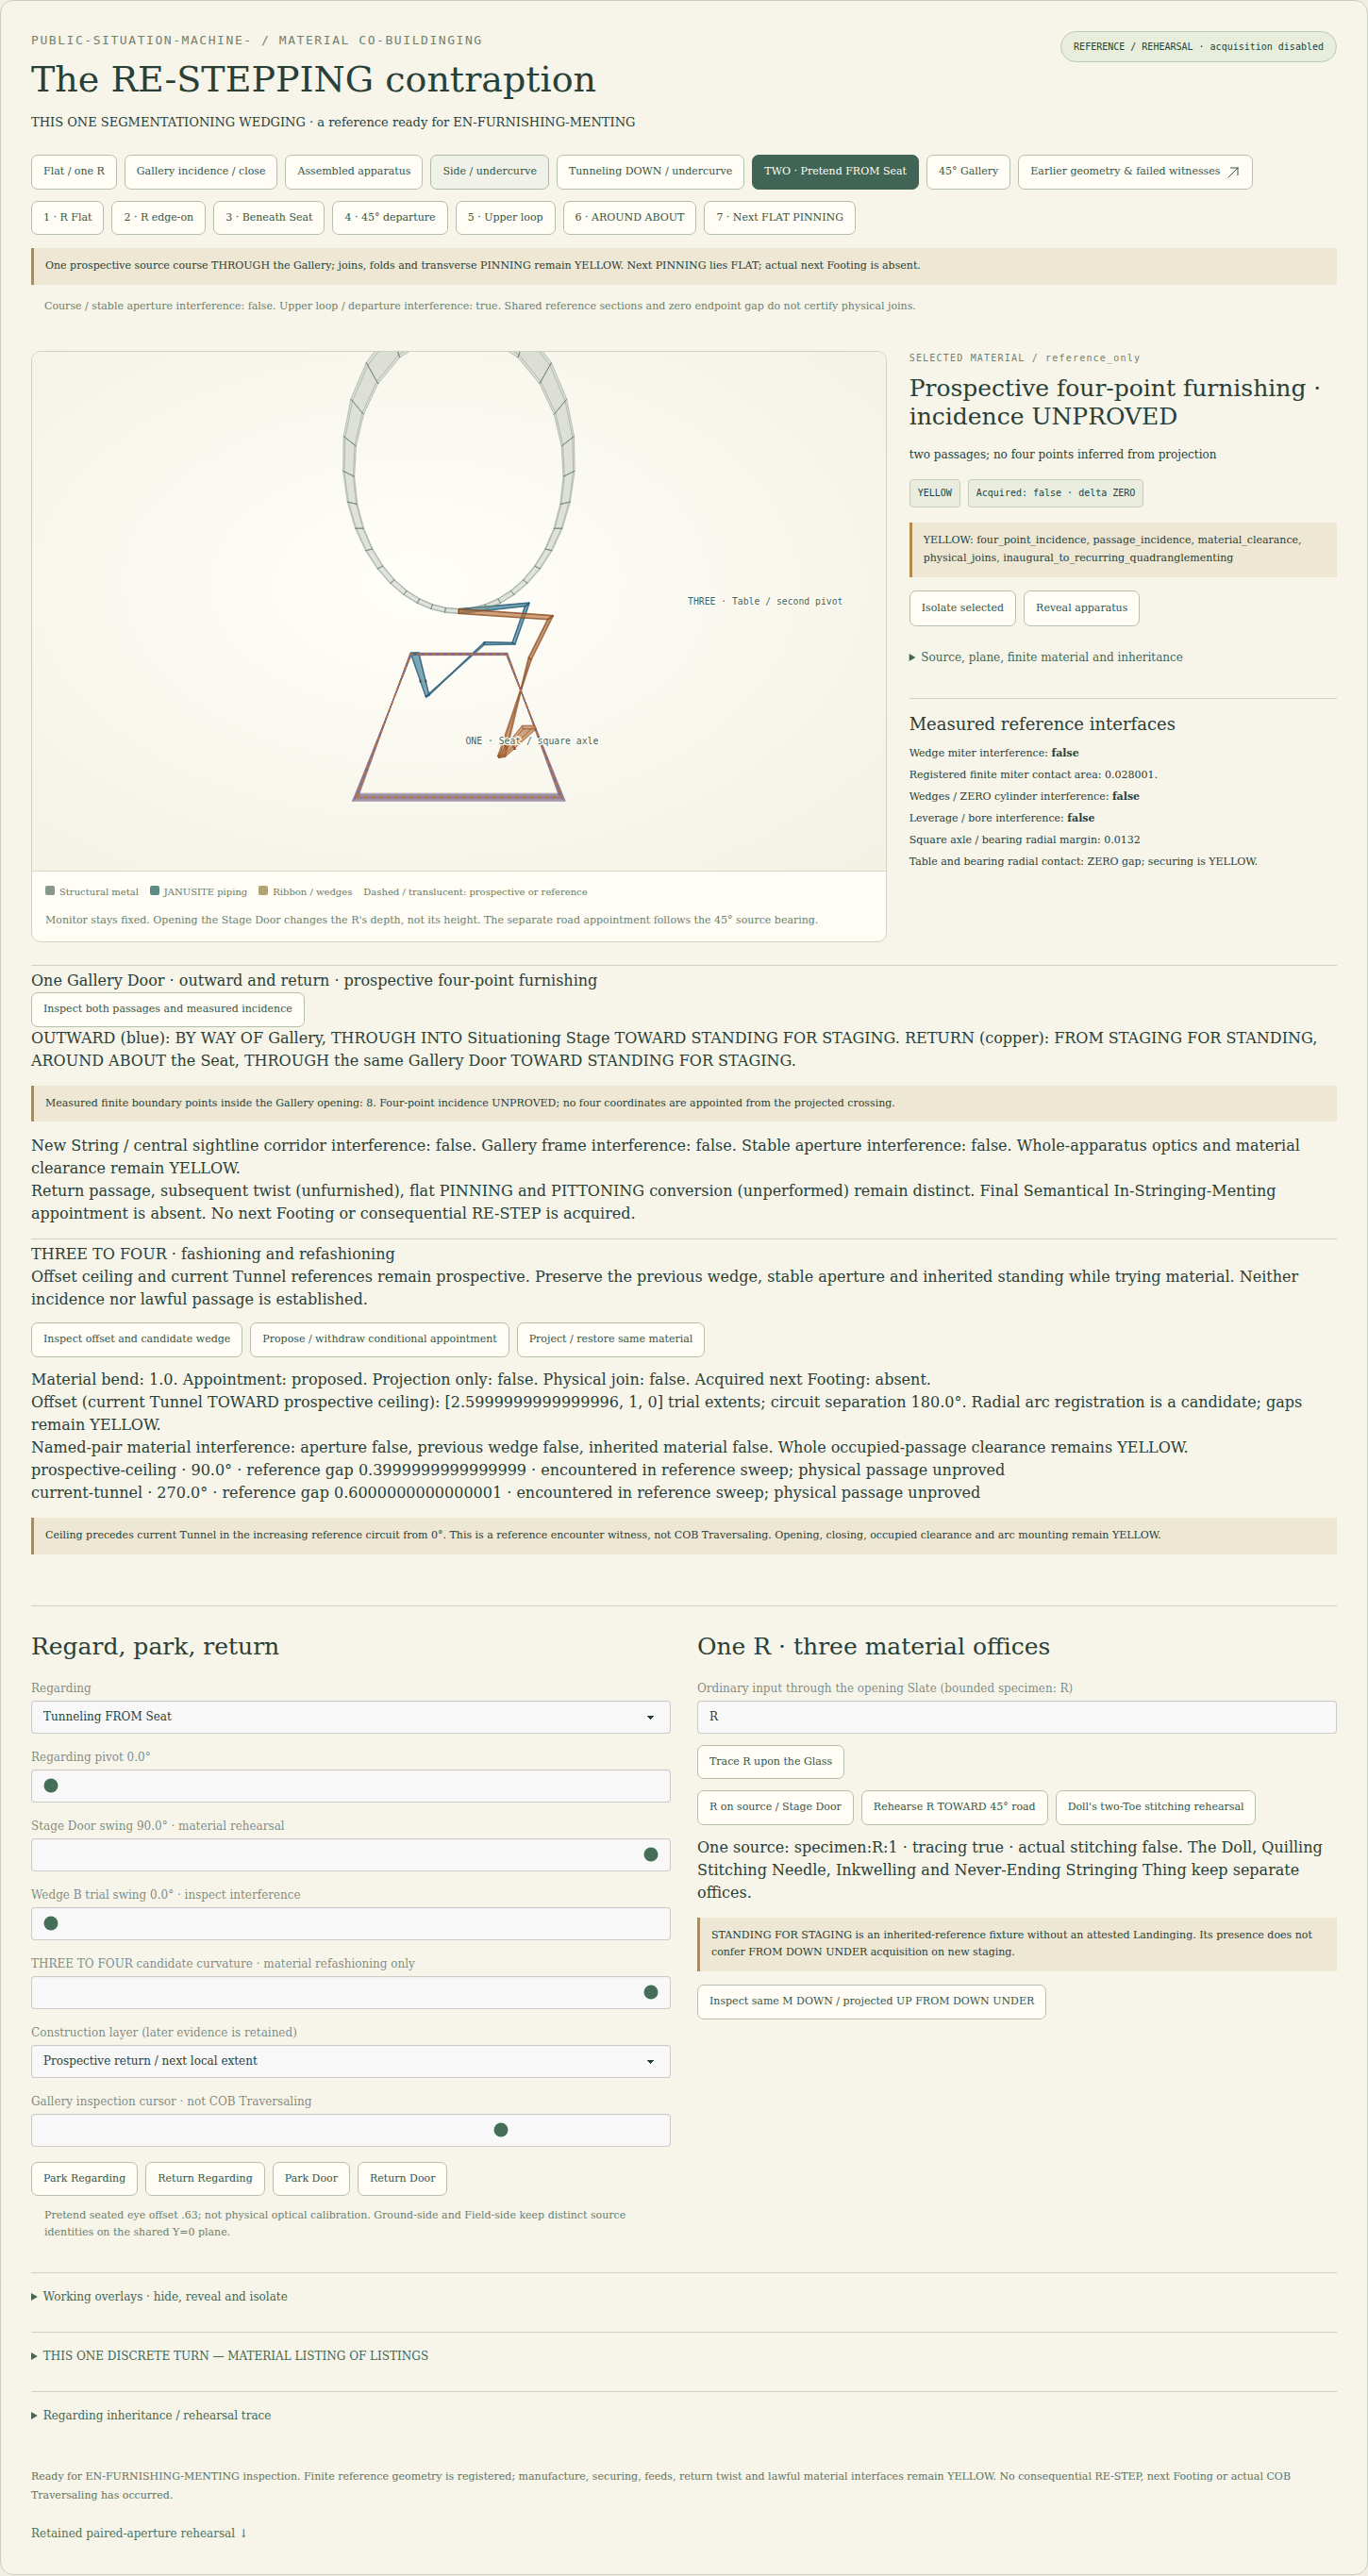 PUBLIC-SITUATION-MACHINE- / MATERIAL CO-BUILDINGING
REFERENCE / REHEARSAL · acquisition disabled
The RE-STEPPING contraption
THIS ONE SEGMENTATIONING WEDGING · a reference ready for EN-FURNISHING-MENTING
Flat / one R
Gallery incidence / close
Assembled apparatus
Side / undercurve
Tunneling DOWN / undercurve
TWO · Pretend FROM Seat
45° Gallery
Earlier geometry & failed witnesses
1 · R Flat
2 · R edge-on
3 · Beneath Seat
4 · 45° departure
5 · Upper loop
6 · AROUND ABOUT
7 · Next FLAT PINNING
One prospective source course THROUGH the Gallery; joins, folds and transverse PINNING remain YELLOW. Next PINNING lies FLAT; actual next Footing is absent.
Course / stable aperture interference: false. Upper loop / departure interference: true. Shared reference sections and zero endpoint gap do not certify physical joins.
THREE · Table / second pivot
ONE · Seat / square axle
Structural metal
JANUSITE piping
Ribbon / wedges
Dashed / translucent: prospective or reference
Monitor stays fixed. Opening the Stage Door changes the R's depth, not its height. The separate road appointment follows the 45° source bearing.
SELECTED MATERIAL / reference_only
Prospective four-point furnishing ·
incidence UNPROVED
two passages; no four points inferred from projection
YELLOW
Acquired: false · delta ZERO
YELLOW: four_point_incidence, passage_incidence, material_clearance,
physical_joins, inaugural_to_recurring_quadranglementing
Isolate selected
Reveal apparatus
Source, plane, finite material and inheritance
Measured reference interfaces
Wedge miter interference: false
Registered finite miter contact area: 0.028001.
Wedges / ZERO cylinder interference: false
Leverage / bore interference: false
Square axle / bearing radial margin: 0.0132
Table and bearing radial contact: ZERO gap; securing is YELLOW.
One Gallery Door · outward and return · prospective four-point furnishing
Inspect both passages and measured incidence
OUTWARD (blue): BY WAY OF Gallery, THROUGH INTO Situationing Stage TOWARD STANDING FOR STAGING. RETURN (copper): FROM STAGING FOR STANDING,
AROUND ABOUT the Seat, THROUGH the same Gallery Door TOWARD STANDING FOR STAGING.
Measured finite boundary points inside the Gallery opening: 8. Four-point incidence UNPROVED; no four coordinates are appointed from the projected crossing.
New String / central sightline corridor interference: false. Gallery frame interference: false. Stable aperture interference: false. Whole-apparatus optics and material
clearance remain YELLOW.
Return passage, subsequent twist (unfurnished), flat PINNING and PITTONING conversion (unperformed) remain distinct. Final Semantical In-Stringing-Menting
appointment is absent. No next Footing or consequential RE-STEP is acquired.
THREE TO FOUR · fashioning and refashioning
Offset ceiling and current Tunnel references remain prospective. Preserve the previous wedge, stable aperture and inherited standing while trying material. Neither
incidence nor lawful passage is established.
Inspect offset and candidate wedge
Propose / withdraw conditional appointment
Project / restore same material
Material bend: 1.0. Appointment: proposed. Projection only: false. Physical join: false. Acquired next Footing: absent.
Offset (current Tunnel TOWARD prospective ceiling): [2.5999999999999996, 1, 0] trial extents; circuit separation 180.0°. Radial arc registration is a candidate; gaps
remain YELLOW.
Named-pair material interference: aperture false, previous wedge false, inherited material false. Whole occupied-passage clearance remains YELLOW.
prospective-ceiling · 90.0° · reference gap 0.3999999999999999 · encountered in reference sweep; physical passage unproved
current-tunnel · 270.0° · reference gap 0.6000000000000001 · encountered in reference sweep; physical passage unproved
Ceiling precedes current Tunnel in the increasing reference circuit from 0°. This is a reference encounter witness, not COB Traversaling. Opening, closing, occupied clearance and arc mounting remain YELLOW.
Regard, park, return
Regarding
Tunneling FROM Seat
Regarding pivot 0.0°
Stage Door swing 90.0° · material rehearsal
Wedge B trial swing 0.0° · inspect interference
THREE TO FOUR candidate curvature · material refashioning only
Construction layer (later evidence is retained)
Prospective return / next local extent
Gallery inspection cursor · not COB Traversaling
Park Regarding
Return Regarding
Park Door
Return Door
Pretend seated eye offset .63; not physical optical calibration. Ground-side and Field-side keep distinct source
identities on the shared Y=0 plane.
One R · three material offices
Ordinary input through the opening Slate (bounded specimen: R)
R
Trace R upon the Glass
R on source / Stage Door
Rehearse R TOWARD 45° road
Doll's two-Toe stitching rehearsal
One source: specimen:R:1 · tracing true · actual stitching false. The Doll, Quilling
Stitching Needle, Inkwelling and Never-Ending Stringing Thing keep separate
offices.
STANDING FOR STAGING is an inherited-reference fixture without an attested Landinging. Its presence does not
confer FROM DOWN UNDER acquisition on new staging.
Inspect same M DOWN / projected UP FROM DOWN UNDER
Working overlays · hide, reveal and isolate
THIS ONE DISCRETE TURN — MATERIAL LISTING OF LISTINGS
Regarding inheritance / rehearsal trace
Ready for EN-FURNISHING-MENTING inspection. Finite reference geometry is registered; manufacture, securing, feeds, return twist and lawful material interfaces remain YELLOW. No consequential RE-STEP, next Footing or actual COB
Traversaling has occurred.
Retained paired-aperture rehearsal ↓